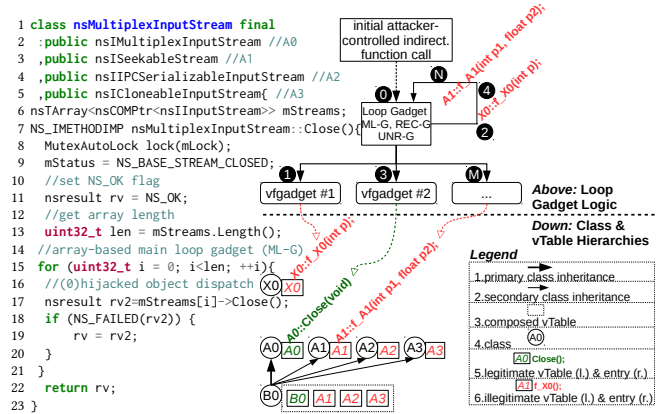 1 class nsMultiplexInputStream final
2 :public nsIMultiplexInputStream //A0
3 ,public nsISeekableStream //A1
4 ,public nsIIPCSerializableInputStream //A2
5 ,public nsICloneableStream{ //A3
6 nsTArray<nsCOMPtr<nsIInputStream>> mStreams;
7 NS_IMETHODIMP nsMultiplexInputStream::Close(){
8 MutexAutoLock lock(mLock);
9 mStatus = NS_BASE_STREAM_CLOSED;
10 //set NS_OK flag
11 nsresult rv = NS_OK;
12 //get array length
13 uint32_t len = mStreams.Length();
14 //array-based main loop gadget (ML-G)
15 for (uint32_t i = 0; i<len; ++i){
16 //(0)hijacked object dispatch
17 nsresult rv2=mStreams[i]->Close();
18 if (NS_FAILED(rv2)) {
19 rv = rv2;
20 }
21 }
22 return rv;
23 }
initial attacker-
controlled indirect.
function call
N
A1::f_A1(int p1, float p2);
X0::f_X0(int p);
4
0
Loop Gadget
ML-G, REC-G
UNR-G
2
1
3
M
vfgadget #1
vfgadget #2
...
Above: Loop
Gadget Logic
Down: Class &
vTable Hierarchies
X0::f_X0(int p);
A0::Close(void)
A1::f_A1(int p1, float p2);
X0 X0
A0 A0 A1 A1 A2 A2 A3 A3
B0 B0 A1 A2 A3
Legend
1.primary class inheritance
2.secondary class inheritance
3.composed vTable
A0
4.class
A0 Close();
5.legitimate vTable (l.) & entry (r.)
A1 f_X0();
6.illegitimate vTable (l.) & entry (r.)